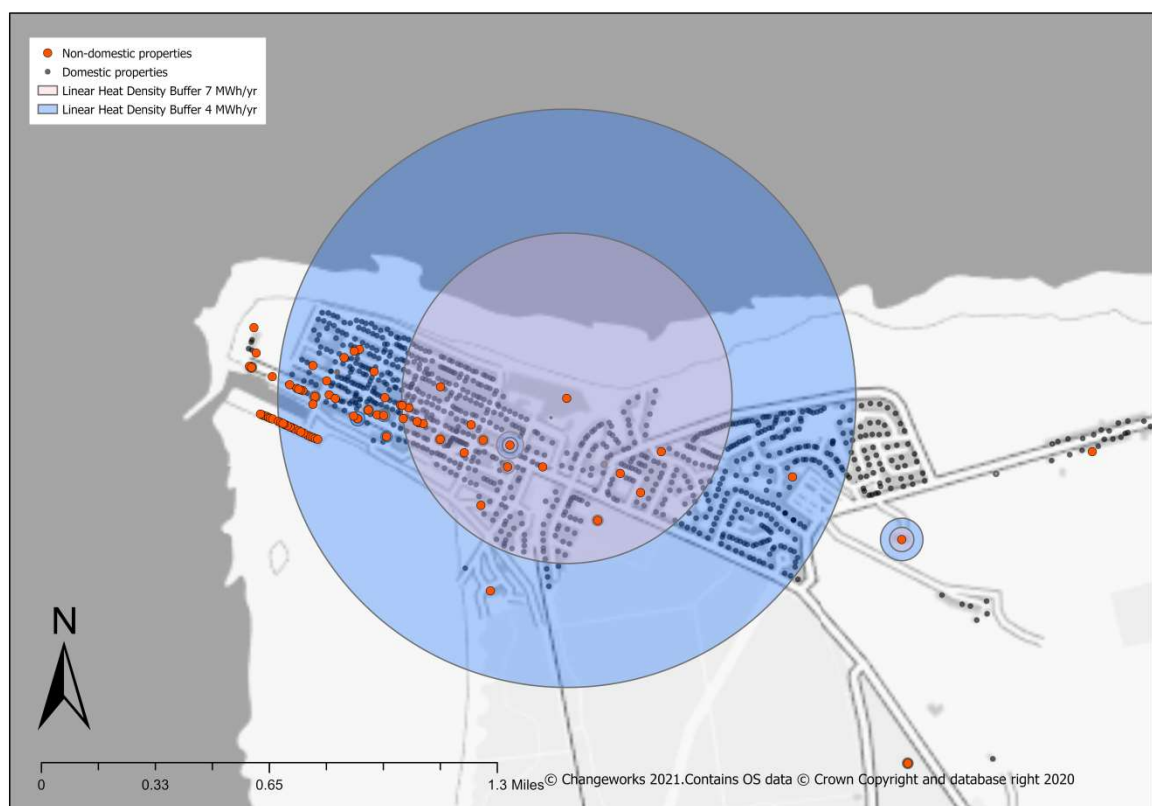 Non-domestic properties
Domestic properties
Linear Heat Density Buffer 7 MWh/yr
Linear Heat Density Buffer 4 MWh/yr
N
0 0.33 0.65 1.3 Miles
© Changeworks 2021.Contains OS data © Crown Copyright and database right 2020